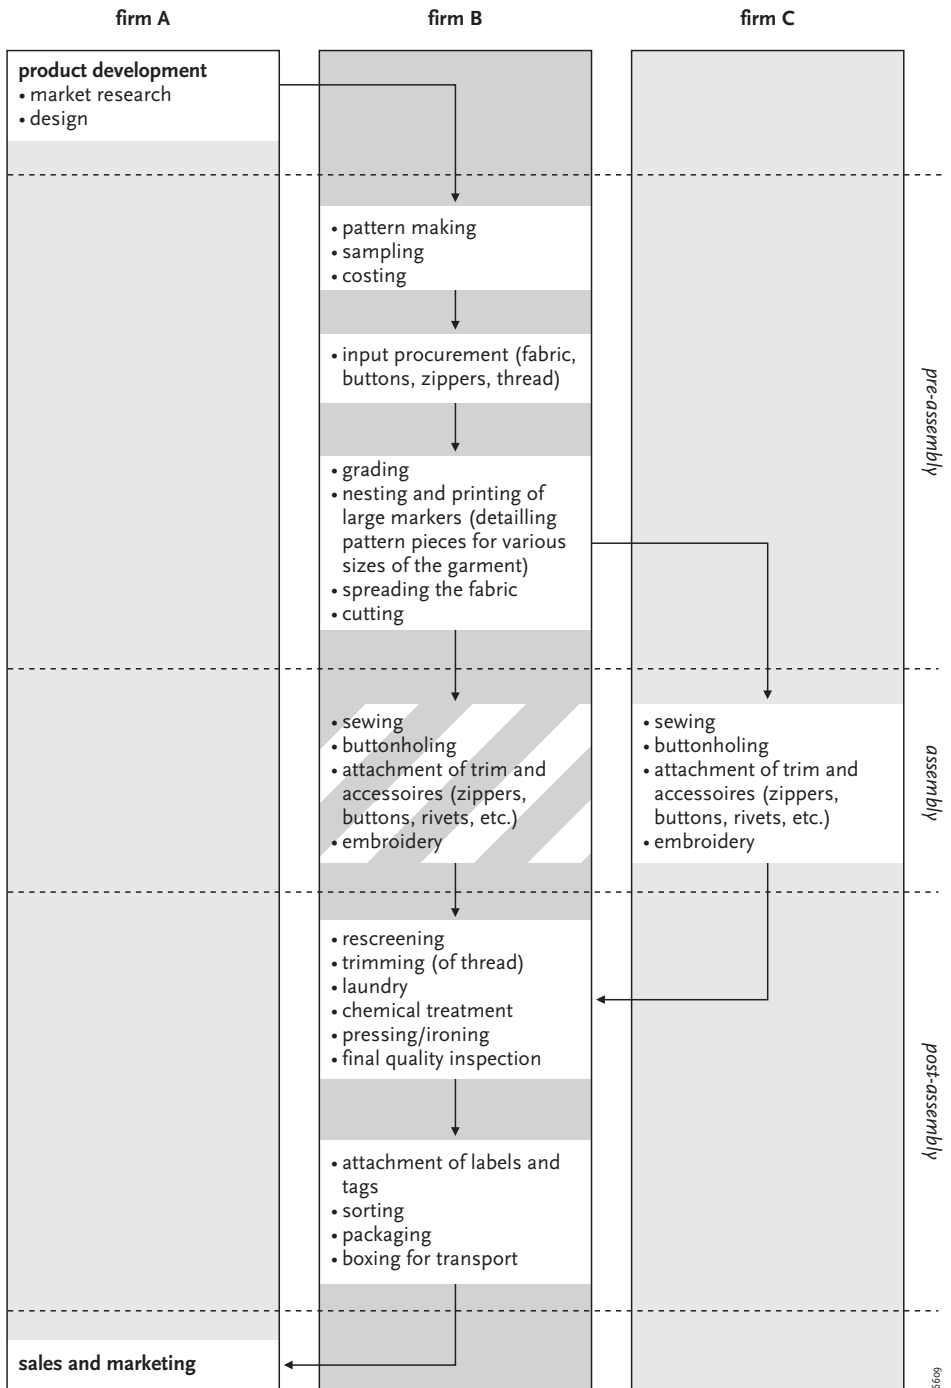 firm A
firm B
firm C
product development
• market research
• design
• pattern making
• sampling
• costing
• input procurement (fabric,
buttons, zippers, thread)
• grading
• nesting and printing of
large markers (detailling
pattern pieces for various
sizes of the garment)
• spreading the fabric
• cutting
pre-assembly
• sewing
• buttonholing
• attachment of trim and
accessoires (zippers,
buttons, rivets, etc.)
• embroidery
• sewing
• buttonholing
• attachment of trim and
accessoires (zippers,
buttons, rivets, etc.)
• embroidery
assembly
• rescreening
• trimming (of thread)
• laundry
• chemical treatment
• pressing/ironing
• final quality inspection
• attachment of labels and
tags
• sorting
• packaging
• boxing for transport
post-assembly
sales and marketing